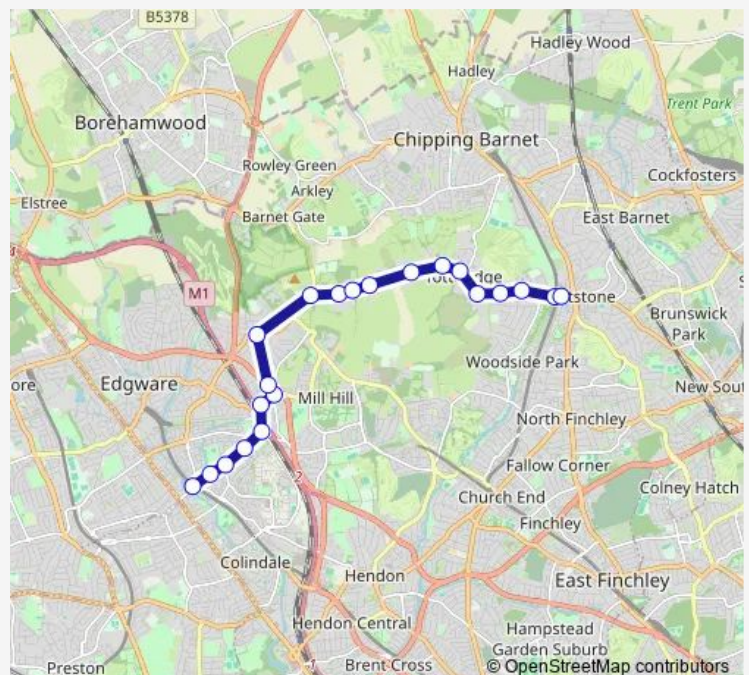 B5378
Hadley Wood
Hadley
Trent Park
Borehamwood
Chipping Barnet
Rowley Green
Cockfosters
Arkley
Elstree
Barnet Gate
East Barnet
M1
Brunswick
Park
Woodside Park
Edgware
Mill Hill
New Sout
North Finchley
Fallow Corner
Church End
Colney Hatch
2
Finchley
Colindale
Hendon
East Finchley
Hendon Central
Hampstead
Garden Suburb
1
Brent Cross
Preston
© OpenStreetMap contributors